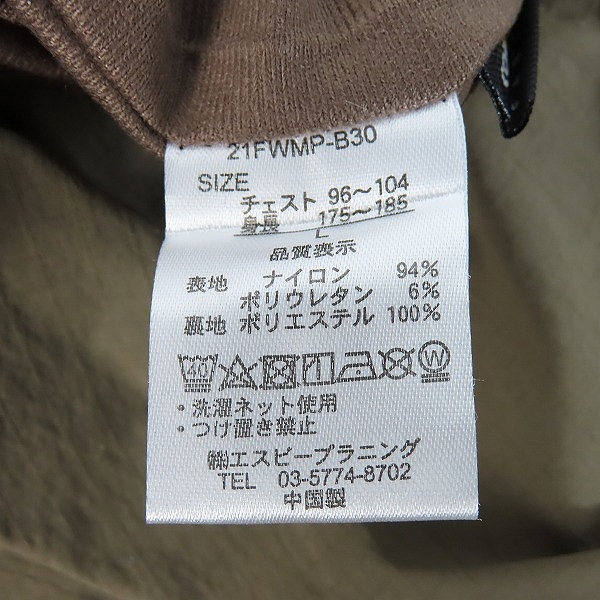 21FWMP-B30
SIZE
チェスト 96～104
身長 175～185
L
品質表示
表地 ナイロン 94%
ポリウレタン 6%
裏地 ポリエステル 100%
40 W
・洗濯ネット使用
・つけ置き禁止
㈱エスピープラニング
TEL 03-5774-8702
中国製